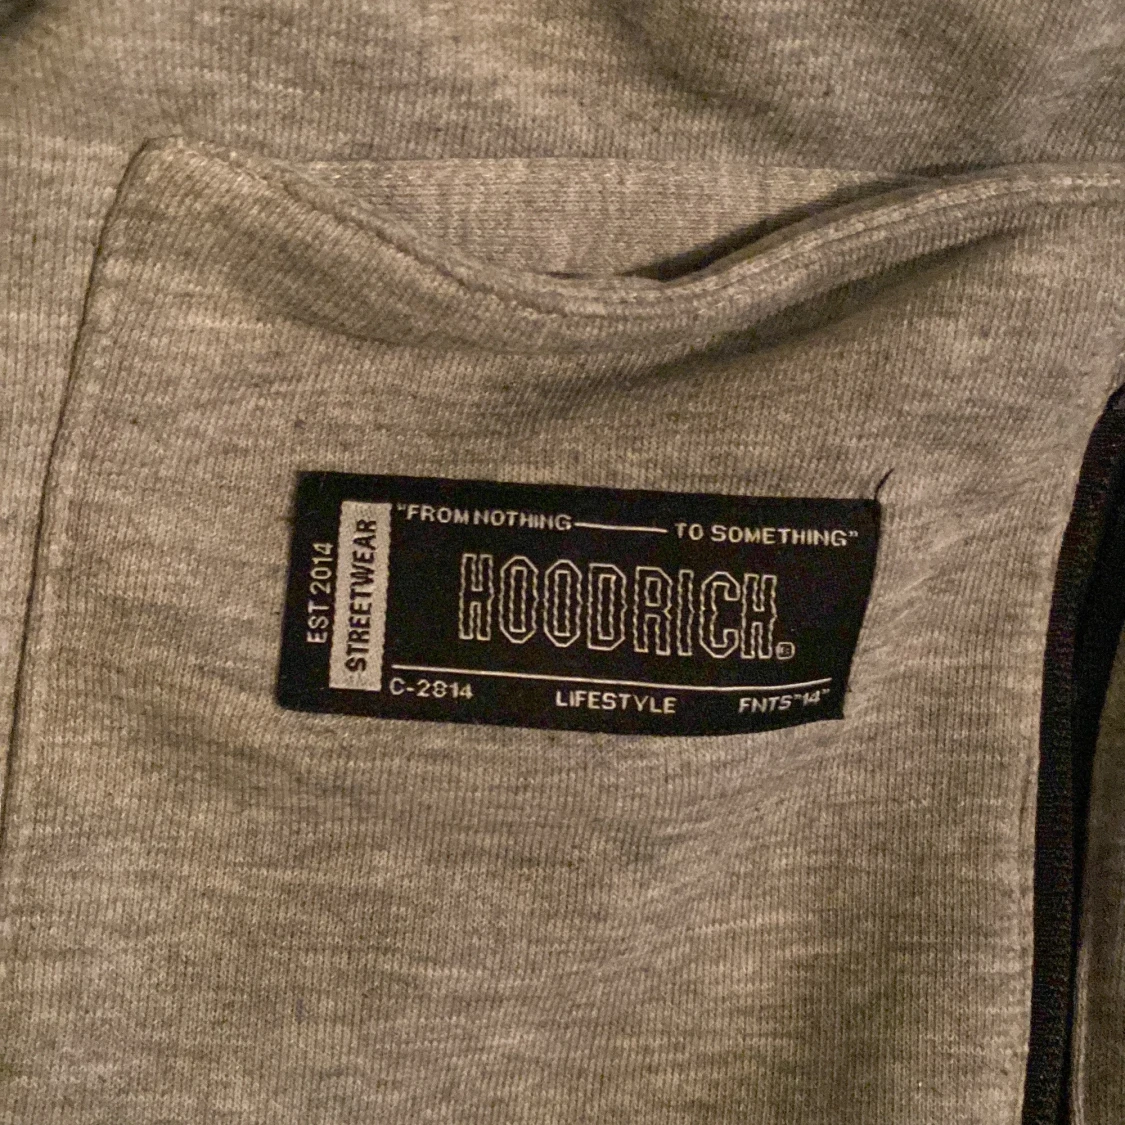 EST 2014
STREETWEAR
"FROM NOTHING — TO SOMETHING"
HOODRICH.
C-2814 LIFESTYLE FNTS"14"